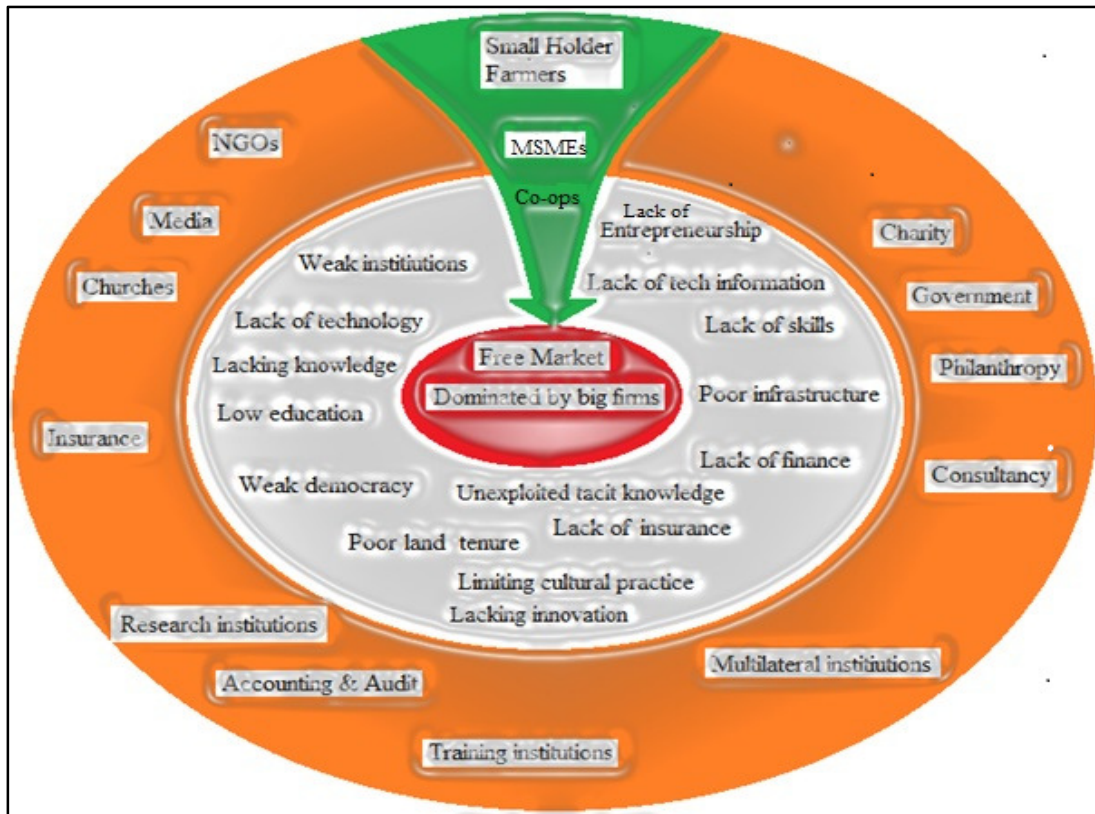 Small Holder
Farmers
MSMEs
Co-ops
NGOs
Media
Churches
Insurance
Research institutions
Accounting & Audit
Training institutions
Multilateral institiutions
Consultancy
Philanthropy
Government
Charity
Lack of
Entrepreneurship
Weak institiutions
Lack of tech information
Lack of technology
Lack of skills
Lacking knowledge
Free Market
Dominated by big firms
Poor infrastructure
Low education
Lack of finance
Weak democracy
Unexploited tacit knowledge
Lack of insurance
Poor land tenure
Limiting cultural practice
Lacking innovation